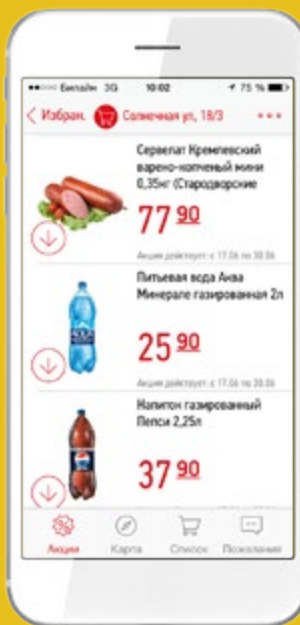 Билайн 3G 10:02 75 %
Избран. Солнечная ул, 18/3
Сервелат Кремлевский
варено-копченый мини
0,35кг (Стародворские
77 90
Акция действует: с 17.06 по 30.06
Питьевая вода Аква
Минерале газированная 2л
25 90
Акция действует: с 17.06 по 30.06
Напиток газированный
Пепси 2,25л
37 90
Акции Карта Список Пожелания